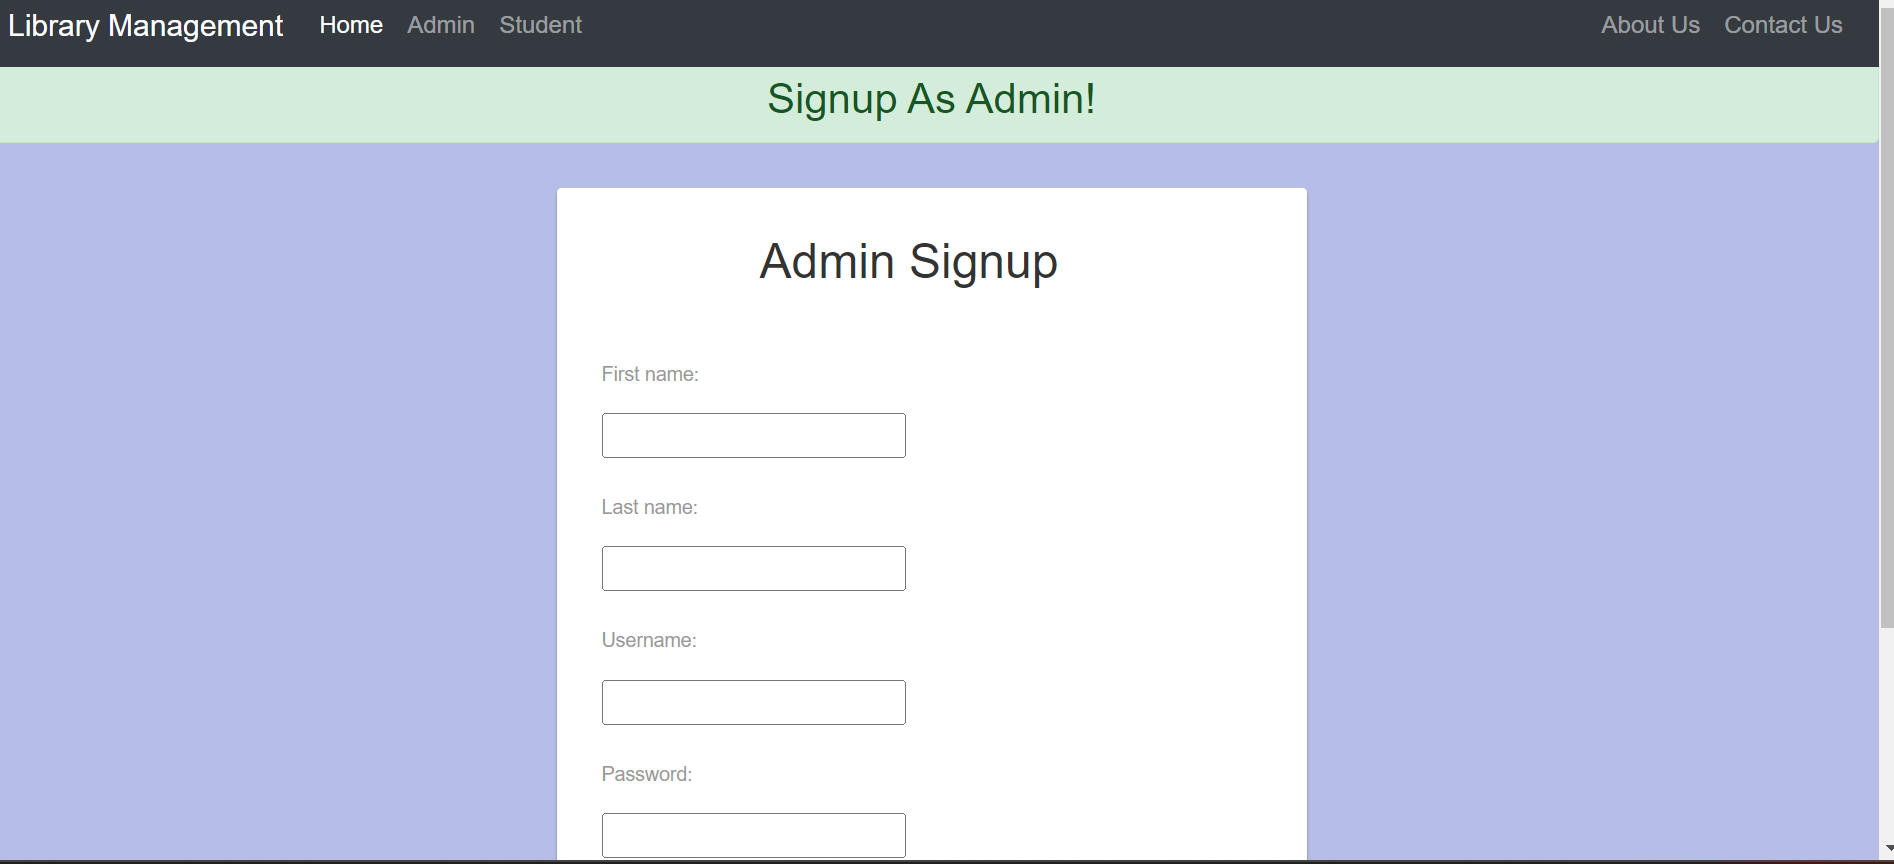 Library Management Home Admin Student About Us Contact Us
Signup As Admin!
Admin Signup
First name:
Last name:
Username:
Password: